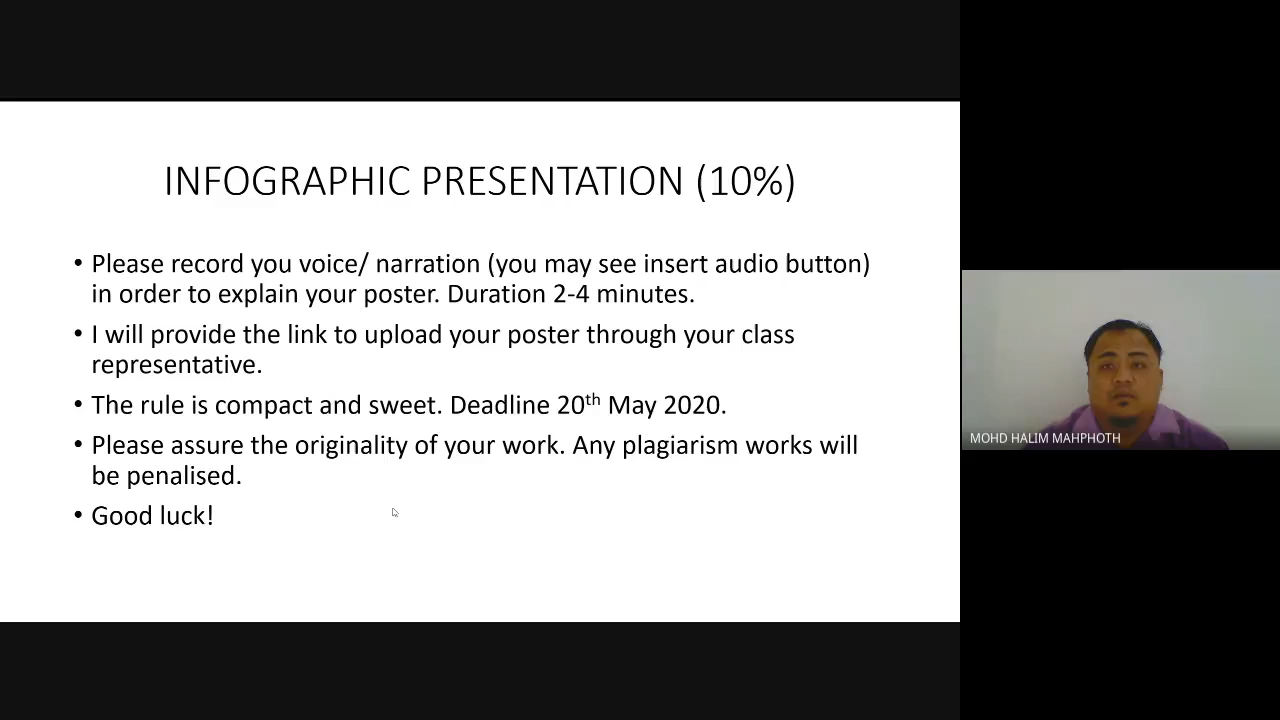 INFOGRAPHIC PRESENTATION (10%)
• Please record you voice/ narration (you may see insert audio button)
in order to explain your poster. Duration 2-4 minutes.
• I will provide the link to upload your poster through your class
representative.
• The rule is compact and sweet. Deadline 20th May 2020.
• Please assure the originality of your work. Any plagiarism works will
be penalised.
• Good luck!
MOHD HALIM MAHPHOTH